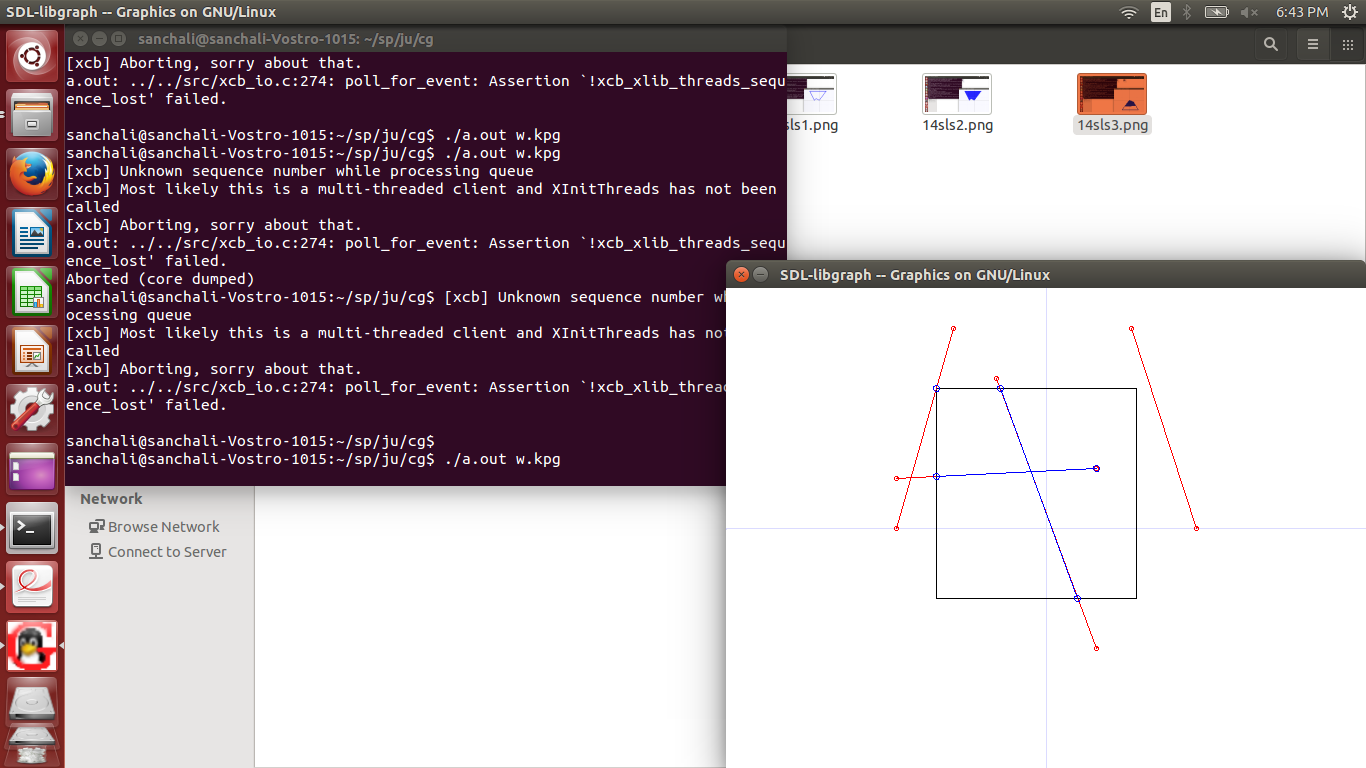 SDL-libgraph -- Graphics on GNU/Linux
En
6:43 PM
sanchali@sanchali-Vostro-1015: ~/sp/ju/cg
[xcb] Aborting, sorry about that.
a.out: ../../src/xcb_io.c:274: poll_for_event: Assertion `!xcb_xlib_threads_sequ
ence_lost' failed.
sanchali@sanchali-Vostro-1015:~/sp/ju/cg$ ./a.out w.kpg
sanchali@sanchali-Vostro-1015:~/sp/ju/cg$ ./a.out w.kpg
[xcb] Unknown sequence number while processing queue
[xcb] Most likely this is a multi-threaded client and XInitThreads has not been
called
[xcb] Aborting, sorry about that.
a.out: ../../src/xcb_io.c:274: poll_for_event: Assertion `!xcb_xlib_threads_sequ
ence_lost' failed.
Aborted (core dumped)
sanchali@sanchali-Vostro-1015:~/sp/ju/cg$ [xcb] Unknown sequence number wh
ocessing queue
[xcb] Most likely this is a multi-threaded client and XInitThreads has not
called
[xcb] Aborting, sorry about that.
a.out: ../../src/xcb_io.c:274: poll_for_event: Assertion `!xcb_xlib_threa
ence_lost' failed.
sanchali@sanchali-Vostro-1015:~/sp/ju/cg$
sanchali@sanchali-Vostro-1015:~/sp/ju/cg$ ./a.out w.kpg
sls1.png
14sls2.png
14sls3.png
SDL-libgraph -- Graphics on GNU/Linux
Network
Browse Network
Connect to Server